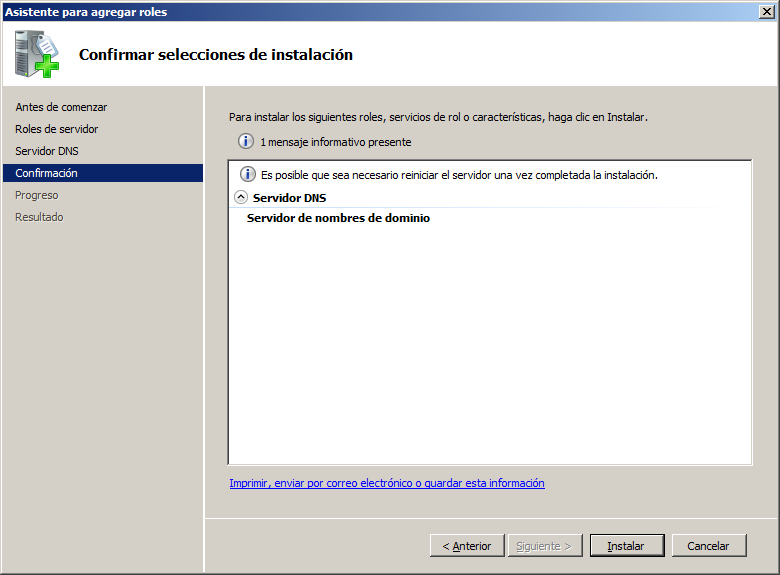 Asistente para agregar roles
Confirmar selecciones de instalación
Antes de comenzar
Roles de servidor
Servidor DNS
Confirmación
Progreso
Resultado
Para instalar los siguientes roles, servicios de rol o características, haga clic en Instalar.
1 mensaje informativo presente
Es posible que sea necesario reiniciar el servidor una vez completada la instalación.
Servidor DNS
Servidor de nombres de dominio
Imprimir, enviar por correo electrónico o guardar esta información
< Anterior
Siguiente >
Instalar
Cancelar